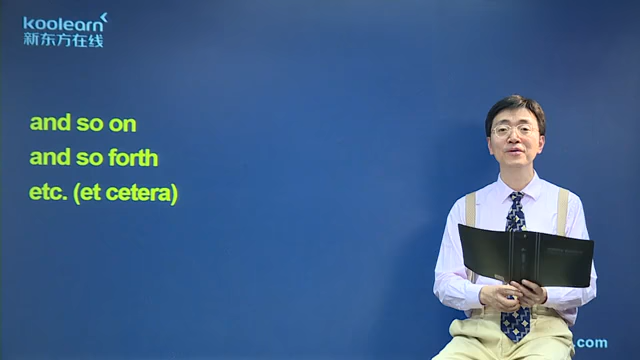 koolearn
新东方在线
and so on
and so forth
etc. (et cetera)
.com